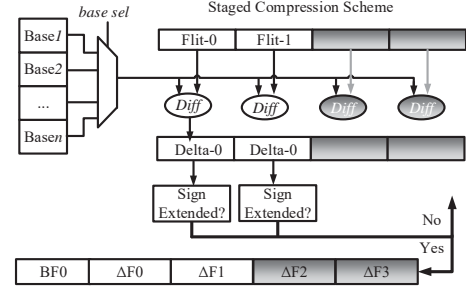 Staged Compression Scheme
base sel
Base1
Base2
...
Basen
Flit-0 Flit-1
Diff Diff Diff Diff
Delta-0 Delta-0
Sign Extended? Sign Extended?
No
Yes
BF0 ΔF0 ΔF1 ΔF2 ΔF3